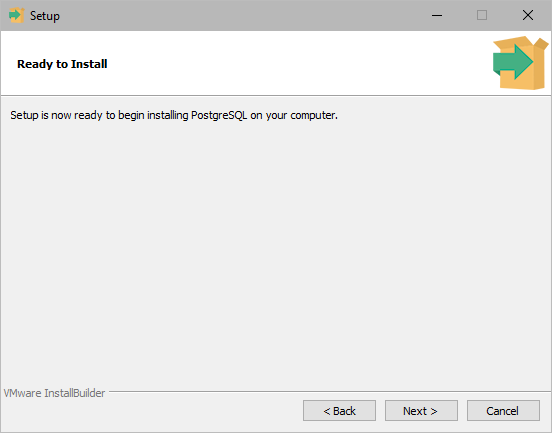 Setup
Ready to Install
Setup is now ready to begin installing PostgreSQL on your computer.
VMware InstallBuilder
< Back
Next >
Cancel